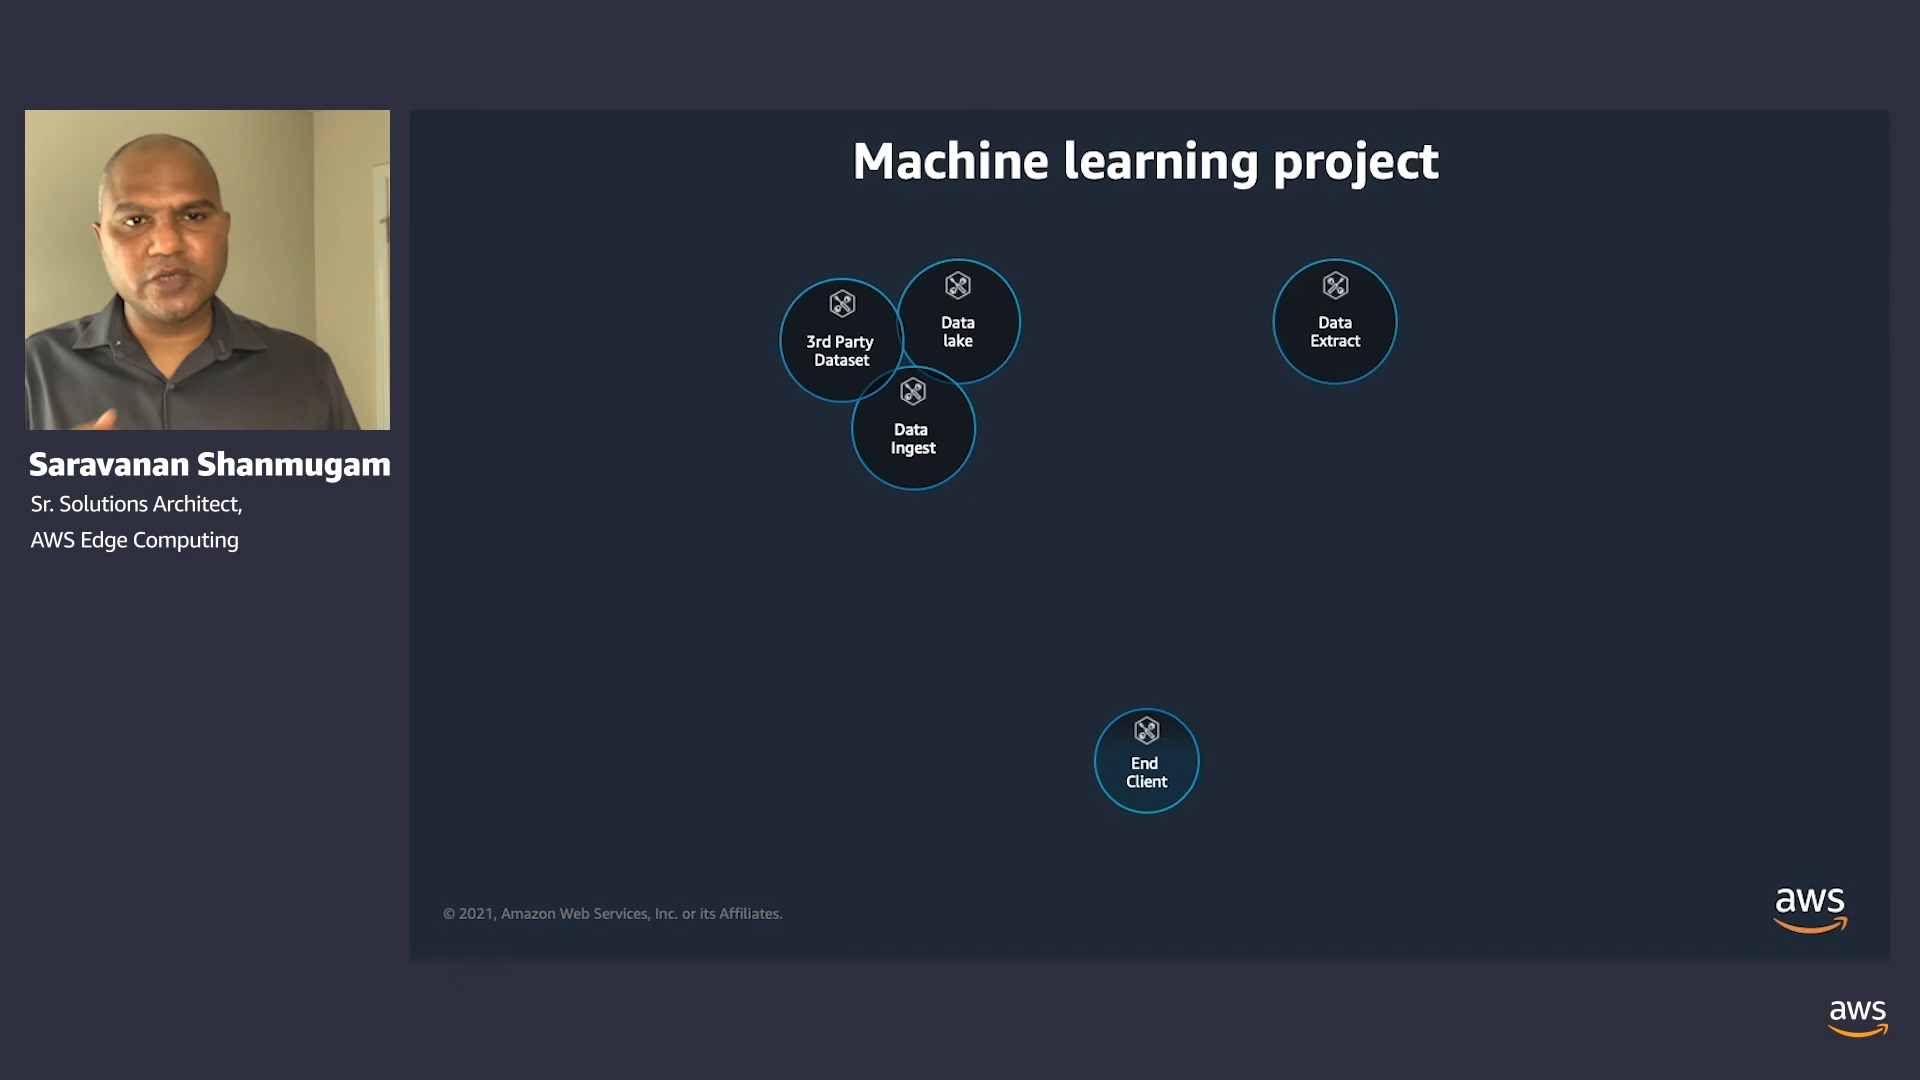 Machine learning project
3rd Party
Dataset
Data
lake
Data
Ingest
Data
Extract
End
Client
Saravanan Shanmugam
Sr. Solutions Architect,
AWS Edge Computing
© 2021, Amazon Web Services, Inc. or its Affiliates.
aws
aws